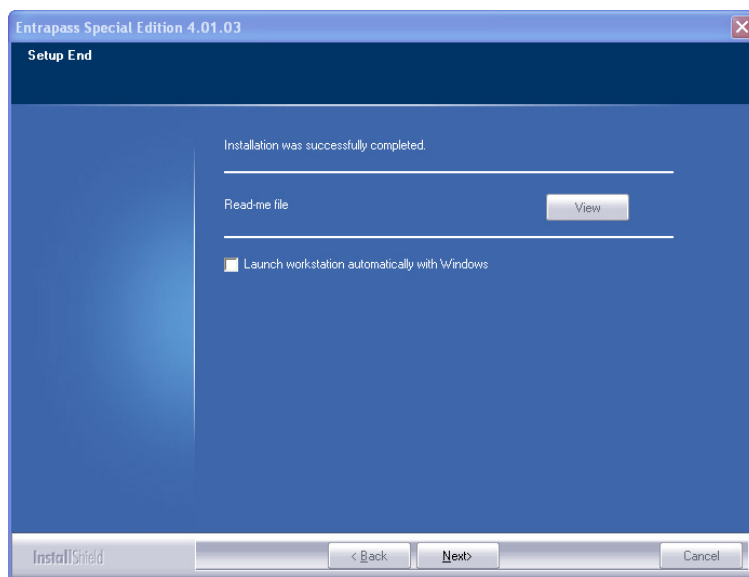 Entrapass Special Edition 4.01.03
Setup End
Installation was successfully completed.
Read-me file
View
Launch workstation automatically with Windows
InstallShield
< Back
Next>
Cancel